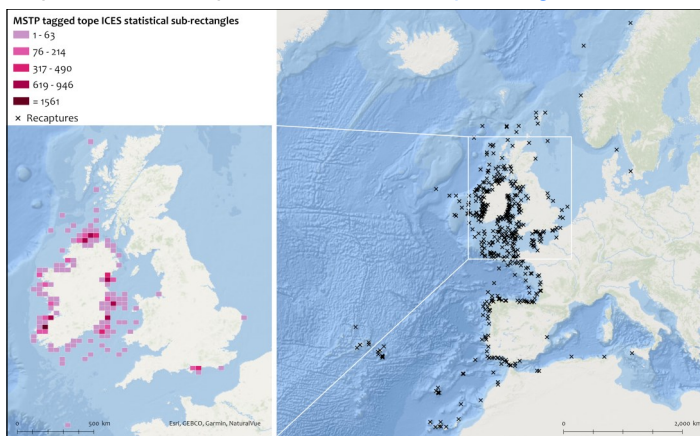 MSTP tagged tope ICES statistical sub-rectangles
1 - 63
76 - 214
317 - 490
619 - 946
= 1561
× Recaptures
0
500 km
Esri, GEBCO, Garmin, NaturalVue
0
2,000 km